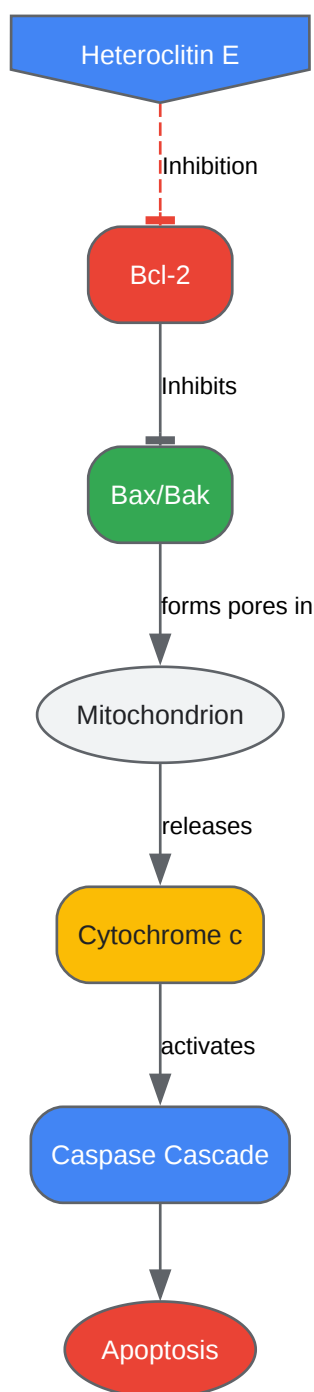 Heteroclitin E
Inhibition
Bcl-2
Inhibits
Bax/Bak
forms pores in
Mitochondrion
releases
Cytochrome c
activates
Caspase Cascade
Apoptosis